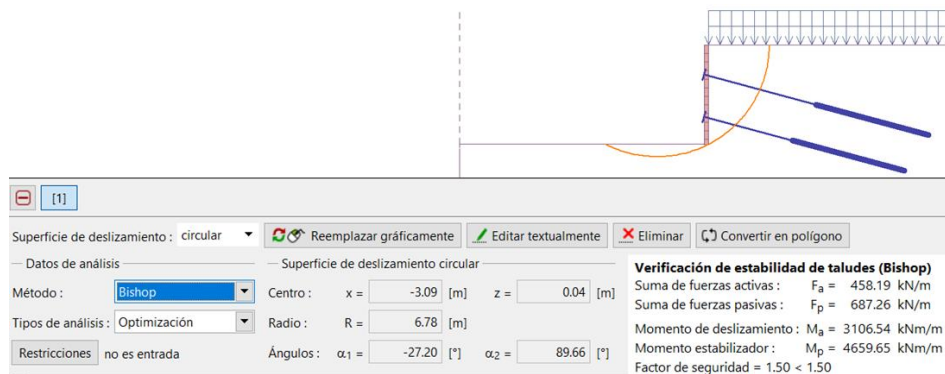 [1]
Superficie de deslizamiento : circular Reemplazar gráficamente Editar textualmente Eliminar Convertir en polígono
Datos de análisis Superficie de deslizamiento circular Verificación de estabilidad de taludes (Bishop)
Suma de fuerzas activas : Fa = 458.19 kN/m
Método : Bishop Centro : x = -3.09 [m] z = 0.04 [m] Suma de fuerzas pasivas : Fp = 687.26 kN/m
Tipos de análisis : Optimización Radio : R = 6.78 [m] Momento de deslizamiento : Ma = 3106.54 kNm/m
Restricciones no es entrada Ángulos : α1 = -27.20 [°] α2 = 89.66 [°] Momento estabilizador : Mp = 4659.65 kNm/m
Factor de seguridad = 1.50 < 1.50